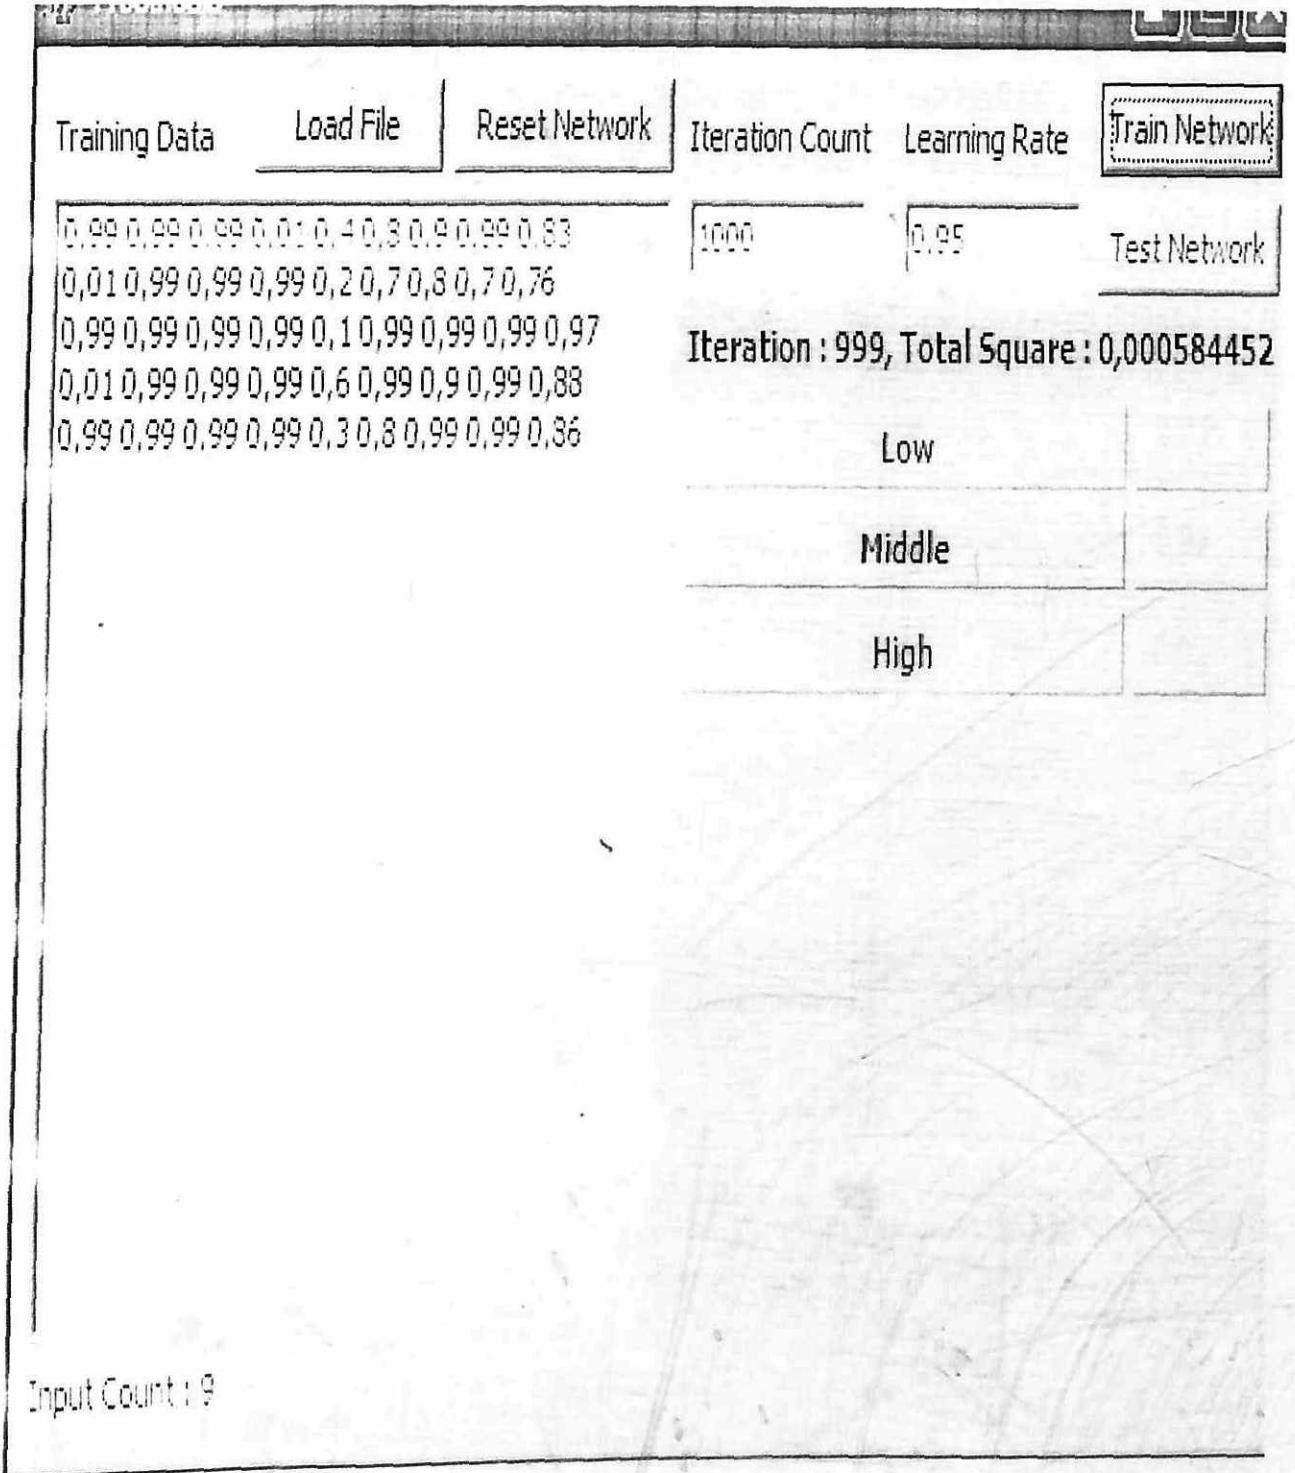 Training Data Load File Reset Network Iteration Count Learning Rate Train Network
0,99 0,99 0,99 0,01 0,4 0,8 0,9 0,99 0,83 1000 0,95 Test Network
0,01 0,99 0,99 0,99 0,2 0,7 0,8 0,7 0,76
0,99 0,99 0,99 0,99 0,1 0,99 0,99 0,99 0,97
Iteration : 999, Total Square : 0,000584452
0,01 0,99 0,99 0,99 0,6 0,99 0,9 0,99 0,88
0,99 0,99 0,99 0,99 0,3 0,8 0,99 0,99 0,86
Low
Middle
High
Input Count : 9